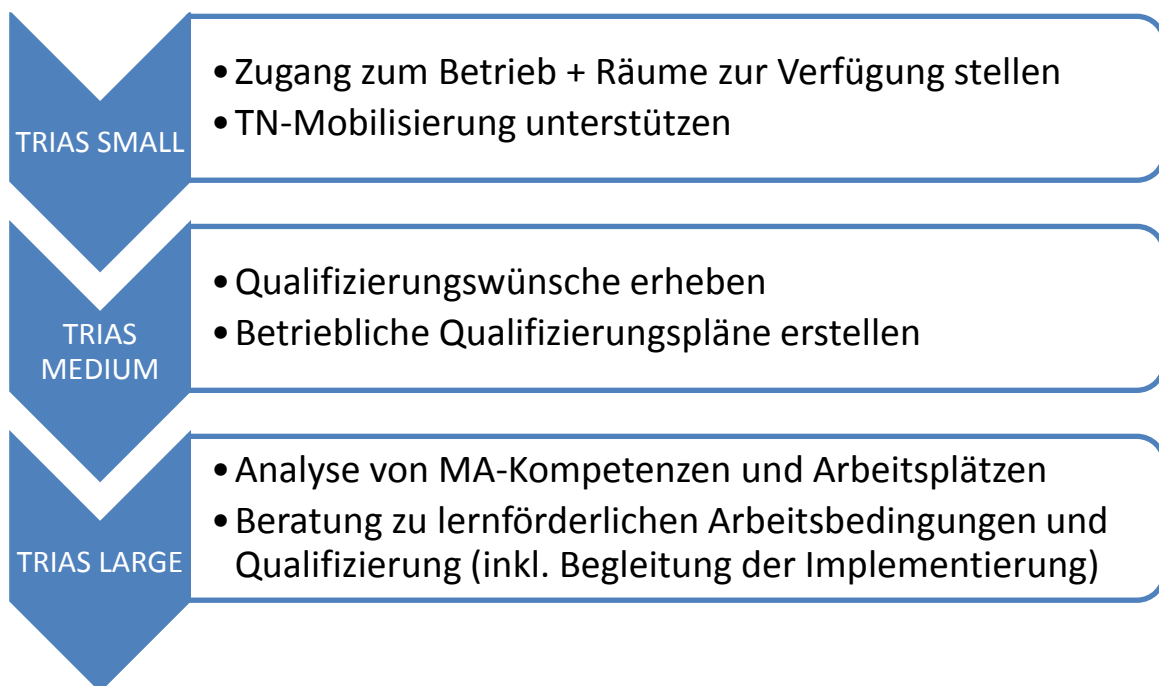 TRIAS SMALL
• Zugang zum Betrieb + Räume zur Verfügung stellen
• TN-Mobilisierung unterstützen
TRIAS
MEDIUM
• Qualifizierungswünsche erheben
• Betriebliche Qualifizierungspläne erstellen
TRIAS LARGE
• Analyse von MA-Kompetenzen und Arbeitsplätzen
• Beratung zu lernförderlichen Arbeitsbedingungen und
Qualifizierung (inkl. Begleitung der Implementierung)